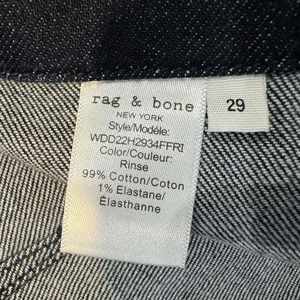 rag & bone
NEW YORK
Style/Modèle:
WDD22H2934FFRI
Color/Couleur:
Rinse
99% Cotton/Coton
1% Elastane/
Élasthanne
29